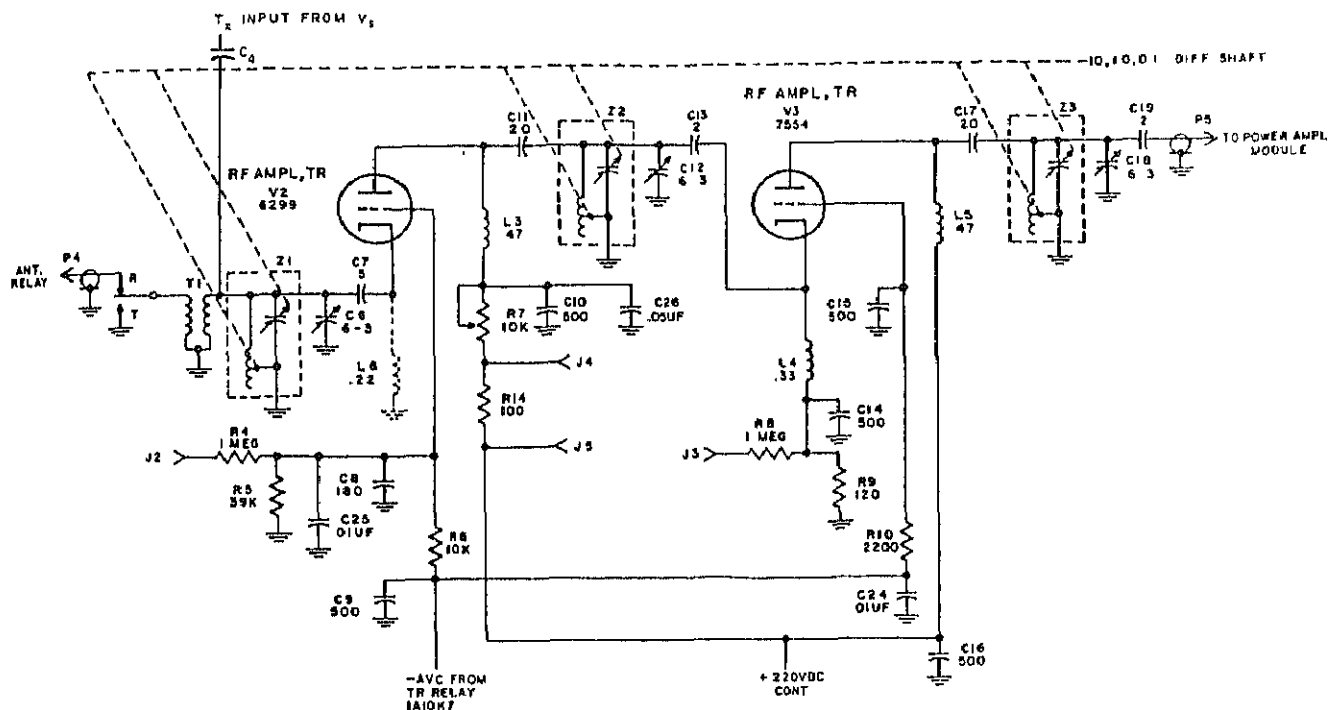 Tx INPUT FROM V5
C4
10, 1.0, 0.1 DIFF SHAFT
RF AMPL, TR
V3
7554
C11
20
Z2
C13
2
C17
20
Z3
C19
2
P5
TO POWER AMPL
MODULE
RF AMPL, TR
V2
6299
C12
6-3
C18
6-3
L3
47
L5
47
ANT.
RELAY
P4
R
T
T1
Z1
C7
5
C6
6-3
L6
.22
R7
10K
C10
500
C26
.05UF
C15
500
J4
L4
.33
R14
100
J5
C14
500
R4
1 MEG
J2
R8
1 MEG
J3
R5
39K
C8
180
C25
.01UF
R9
120
R6
10K
R10
2200
C9
500
C24
.01UF
C16
500
-AVC FROM
TR RELAY
1A10K7
+220VDC
CONT